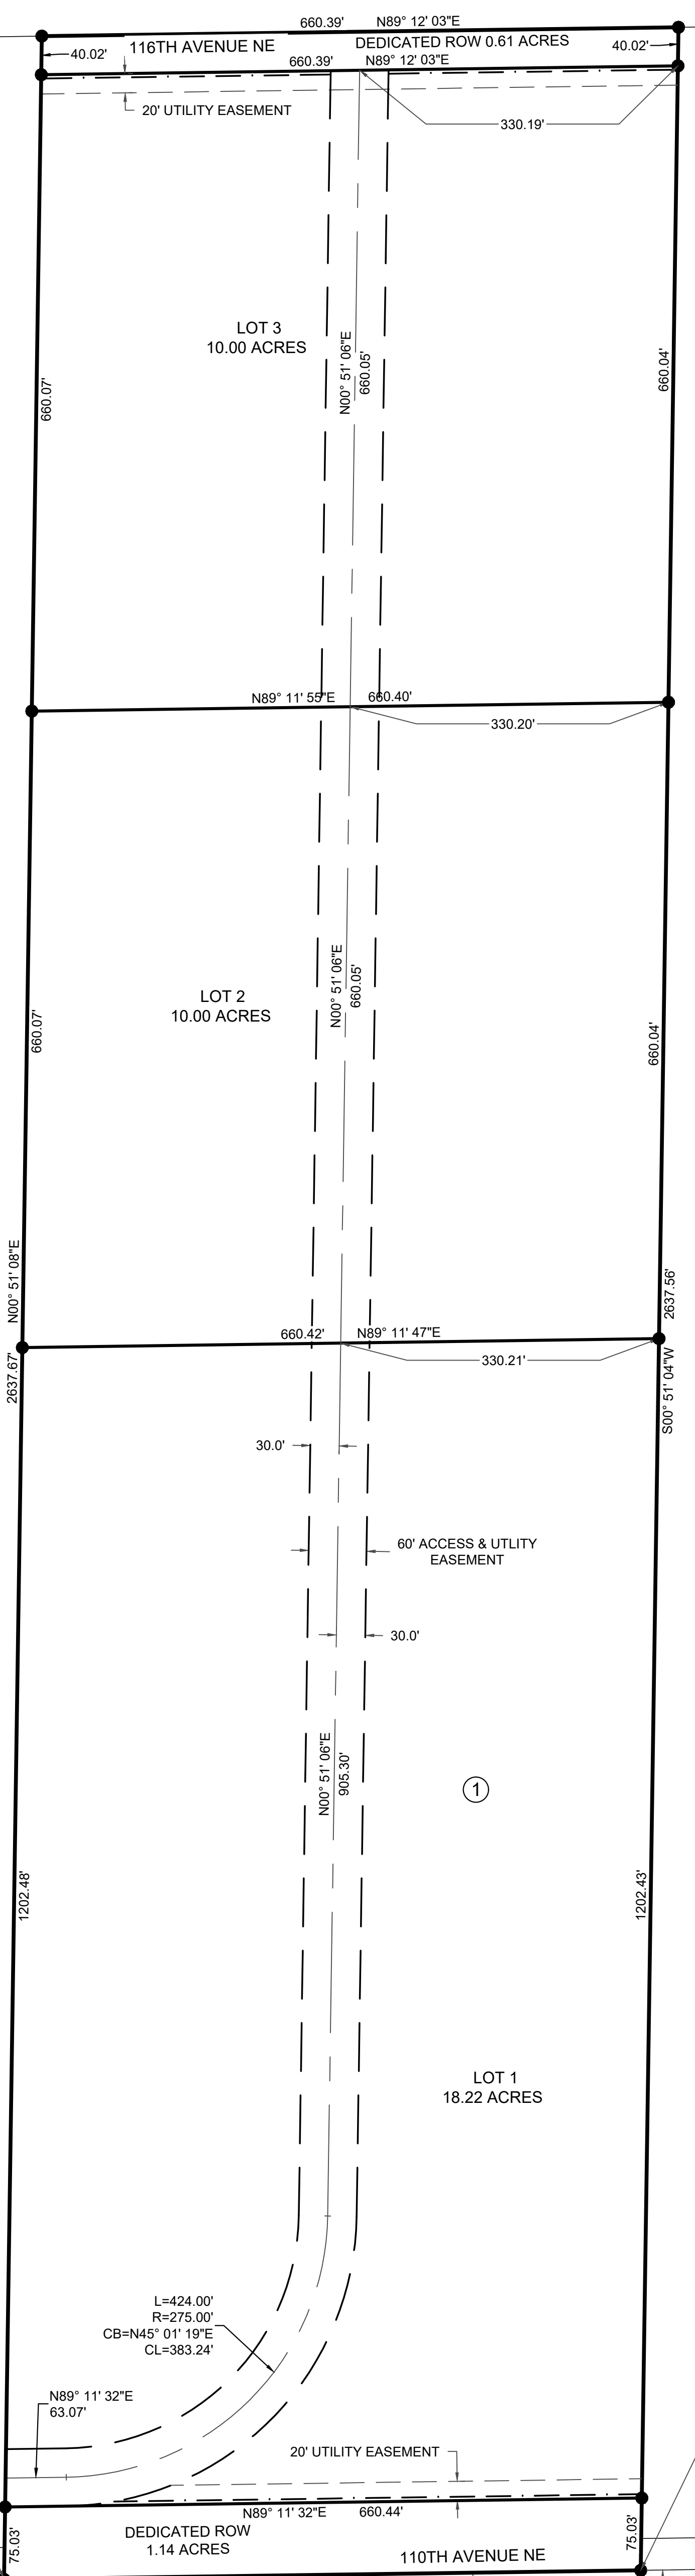 660.39' N89° 12' 03"E
40.02' 116TH AVENUE NE DEDICATED ROW 0.61 ACRES 40.02'
660.39' N89° 12' 03"E
20' UTILITY EASEMENT
330.19'
LOT 3
10.00 ACRES
N00° 51' 06"E
660.05'
660.07'
660.04'
N89° 11' 55"E 660.40'
330.20'
N00° 51' 06"E
660.05'
LOT 2
10.00 ACRES
660.07'
660.04'
N00° 51' 08"E
2637.67'
2637.56'
S00° 51' 04"W
660.42' N89° 11' 47"E
330.21'
30.0'
60' ACCESS & UTLITY
EASEMENT
30.0'
N00° 51' 06"E
905.30'
1
1202.48'
1202.43'
LOT 1
18.22 ACRES
L=424.00'
R=275.00'
CB=N45° 01' 19"E
CL=383.24'
N89° 11' 32"E
63.07'
20' UTILITY EASEMENT
N89° 11' 32"E 660.44'
75.03'
DEDICATED ROW
1.14 ACRES
110TH AVENUE NE
75.03'